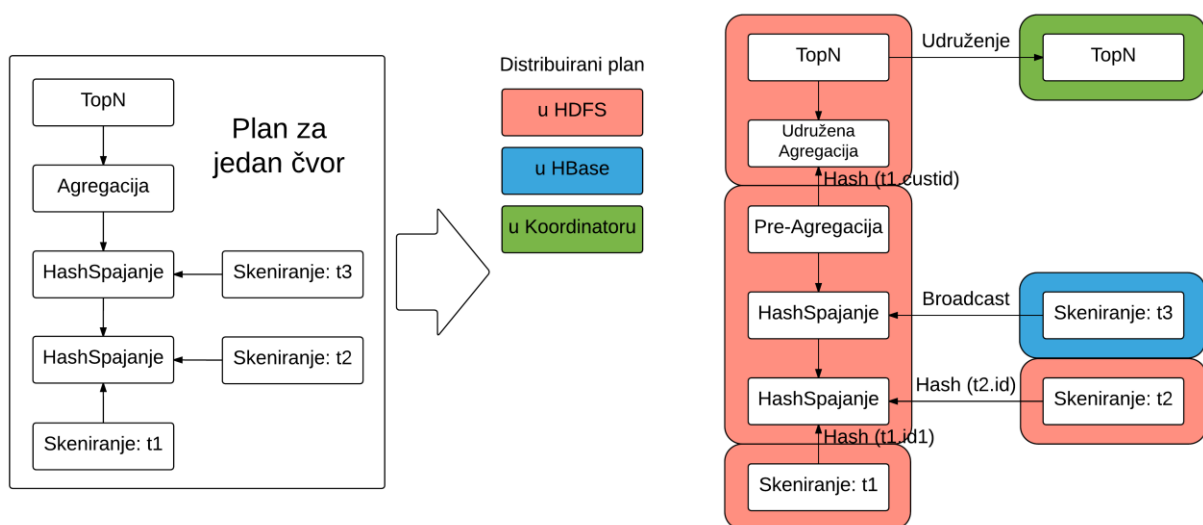 TopN
Agregacija
HashSpajanje
Skeniranje: t3
HashSpajanje
Skeniranje: t2
Skeniranje: t1
Plan za
jedan čvor
Distribuirani plan
u HDFS
u HBase
u Koordinatoru
TopN
Udruženje
TopN
Udružena
Agregacija
Hash (t1.custid)
Pre-Agregacija
HashSpajanje
Broadcast
Skeniranje: t3
HashSpajanje
Hash (t2.id)
Skeniranje: t2
Hash (t1.id1)
Skeniranje: t1